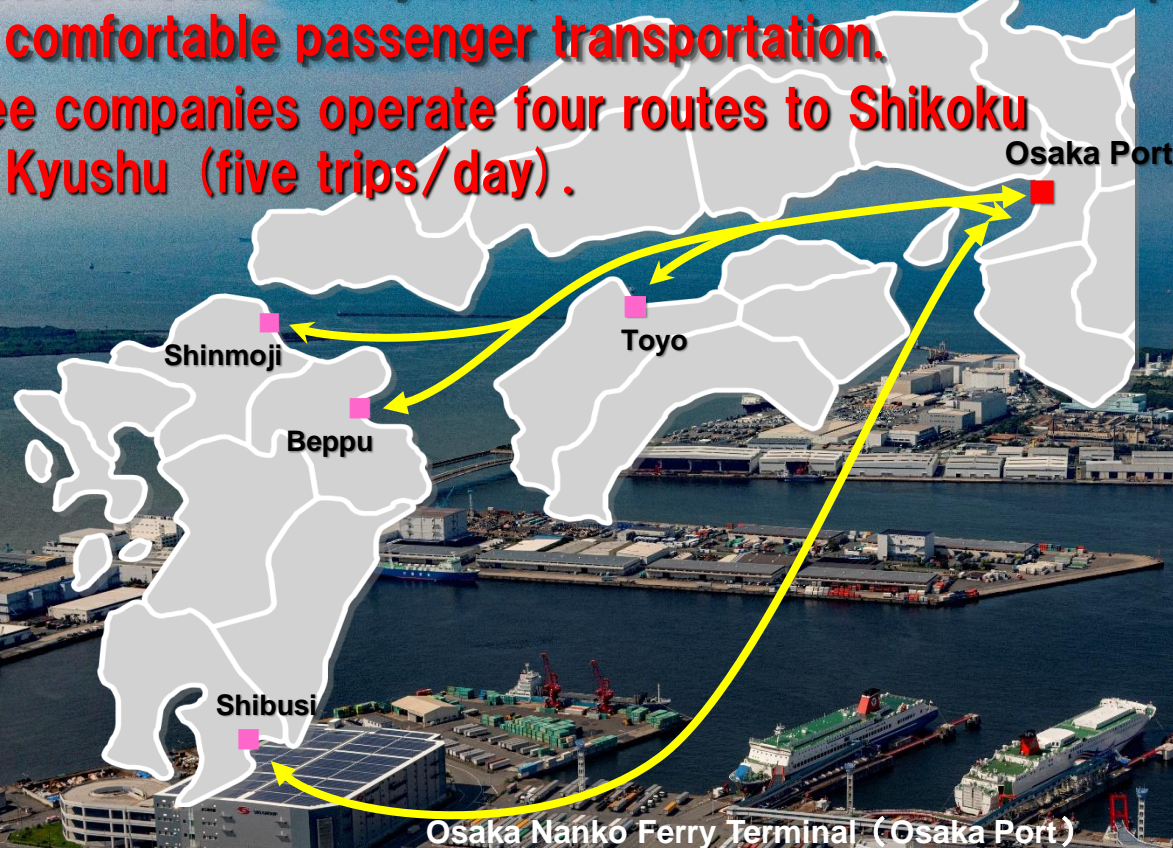 comfortable passenger transportation.
ee companies operate four routes to Shikoku
Kyushu (five trips/day).
Osaka Port
Shinmoji
Toyo
Beppu
Shibusi
Osaka Nanko Ferry Terminal（Osaka Port）